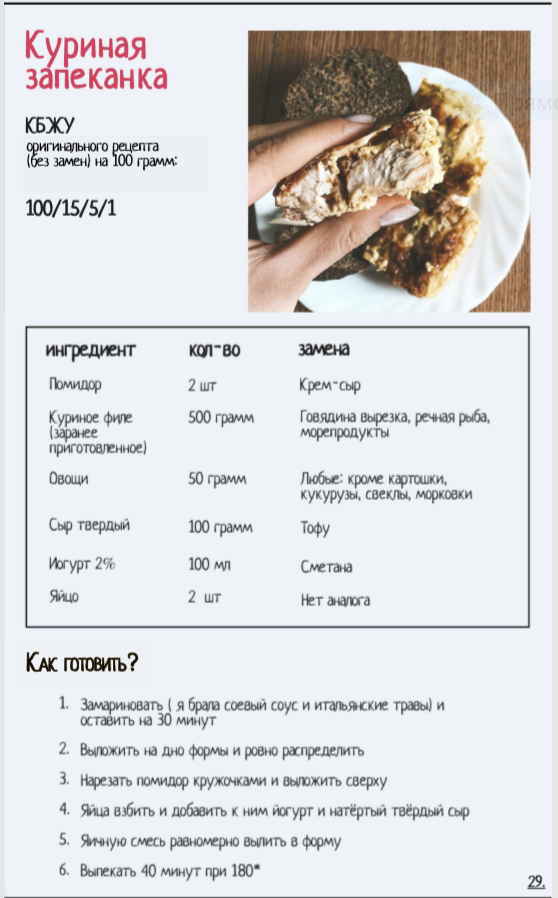 Куриная
запеканка
КБЖУ
оригинального рецепта
(без замен) на 100 грамм:
100/15/5/1
ингредиент кол-во замена
Помидор 2 шт Крем-сыр
Куриное филе 500 грамм Говядина вырезка, речная рыба,
(заранее морепродукты
приготовленное)
Овощи 50 грамм Любые: кроме картошки,
кукурузы, свеклы, морковки
Сыр твердый 100 грамм Тофу
Йогурт 2% 100 мл Сметана
Яйцо 2 шт Нет аналога
Как готовить?
1. Замариновать ( я брала соевый соус и итальянские травы) и
оставить на 30 минут
2. Выложить на дно формы и ровно распределить
3. Нарезать помидор кружочками и выложить сверху
4. Яйца взбить и добавить к ним йогурт и натёртый твёрдый сыр
5. Яичную смесь равномерно вылить в форму
6. Выпекать 40 минут при 180*
29.